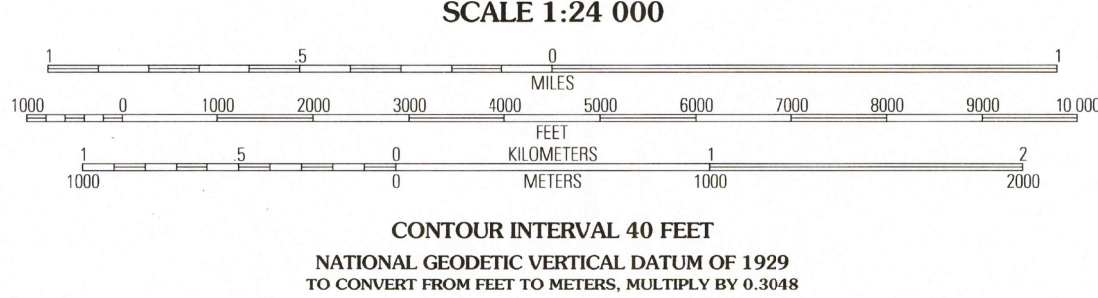 SCALE 1:24 000
1 .5 0 1
MILES
1000 0 1000 2000 3000 4000 5000 6000 7000 8000 9000 10 000
FEET
1 .5 0 KILOMETERS 1 2
1000 0 METERS 1000 2000
CONTOUR INTERVAL 40 FEET
NATIONAL GEODETIC VERTICAL DATUM OF 1929
TO CONVERT FROM FEET TO METERS, MULTIPLY BY 0.3048